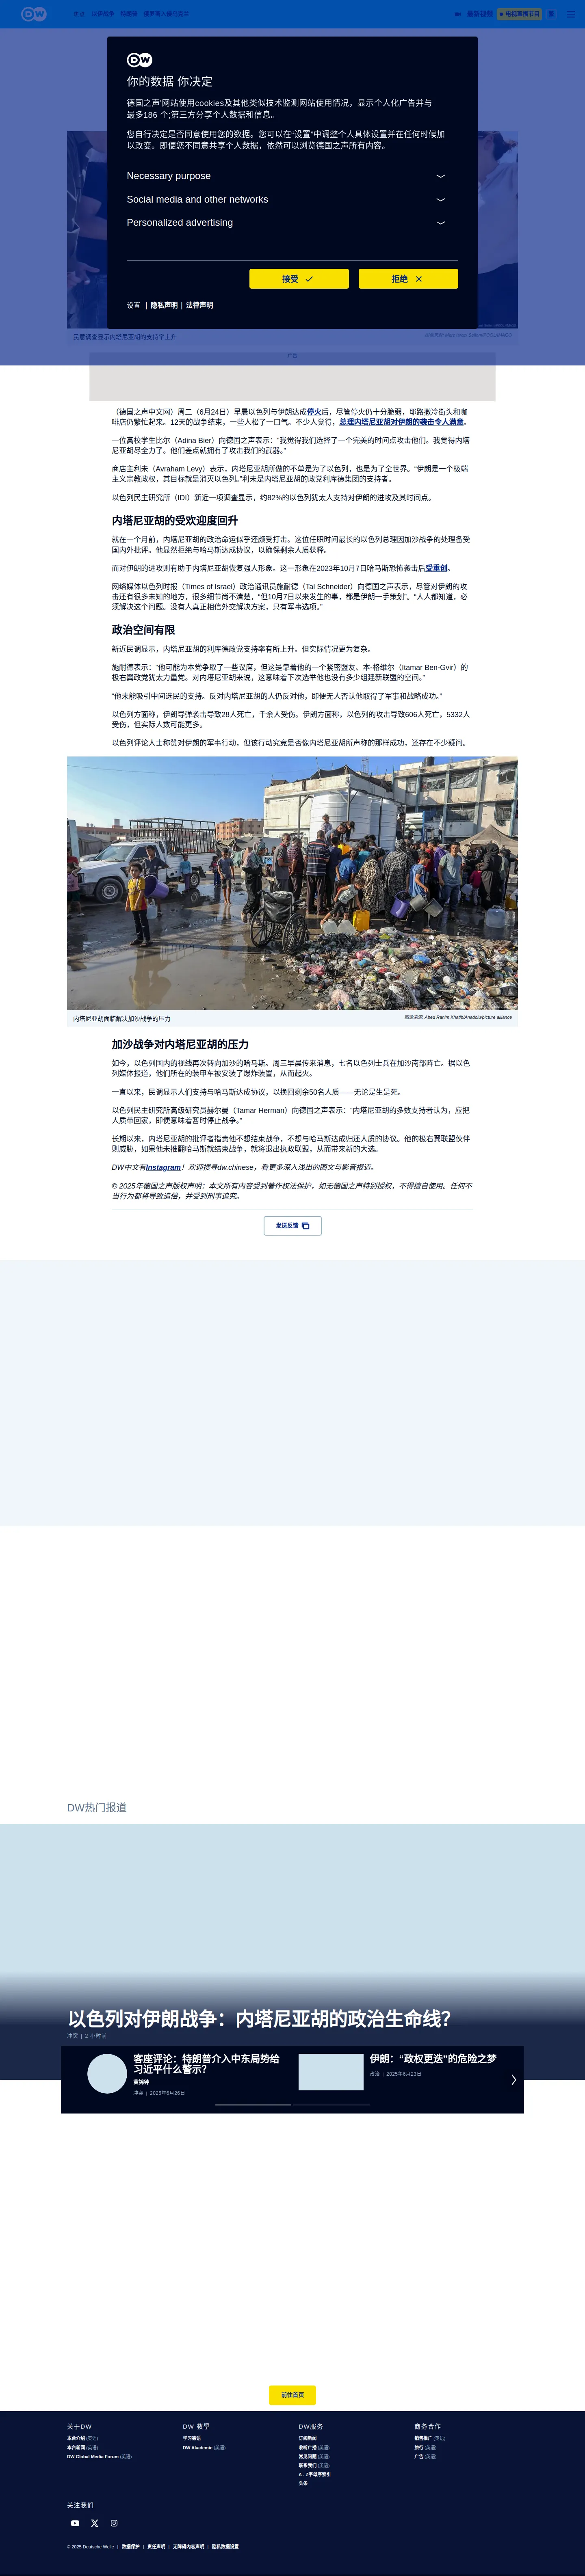 DW
最新视频
电视直播节目
DW
你的数据 你决定
德国之声'网站使用cookies及其他类似技术监测网站使用情况，显示个人化广告并与
最多186 个;第三方分享个人数据和信息。
您自行决定是否同意使用您的数据。您可以在“设置”中调整个人具体设置并在任何时候加
以改变。即便您不同意共享个人数据，依然可以浏览德国之声所有内容。
Necessary purpose
Social media and other networks
Personalized advertising
接受
拒绝
设置 | 隐私声明 | 法律声明
民意调查显示内塔尼亚胡的支持率上升
广告
（德国之声中文网）周二（6月24日）早晨以色列与伊朗达成停火后，尽管停火仍十分脆弱，耶路撒冷街头和咖
啡店仍繁忙起来。12天的战争结束，一些人松了一口气。不少人觉得，总理内塔尼亚胡对伊朗的袭击令人满意。
一位高校学生比尔（Adina Bier）向德国之声表示：“我觉得我们选择了一个完美的时间点攻击他们。我觉得内塔
尼亚胡尽全力了。他们差点就拥有了攻击我们的武器。”
商店主利未（Avraham Levy）表示，内塔尼亚胡所做的不单是为了以色列，也是为了全世界。“伊朗是一个极端
主义宗教政权，其目标就是消灭以色列。”利未是内塔尼亚胡的政党利库德集团的支持者。
以色列民主研究所（IDI）新近一项调查显示，约82%的以色列犹太人支持对伊朗的进攻及其时间点。
内塔尼亚胡的受欢迎度回升
就在一个月前，内塔尼亚胡的政治命运似乎还颇受打击。这位任职时间最长的以色列总理因加沙战争的处理备受
国内外批评。他显然拒绝与哈马斯达成协议，以确保剩余人质获释。
而对伊朗的进攻则有助于内塔尼亚胡恢复强人形象。这一形象在2023年10月7日哈马斯恐怖袭击后受重创。
网络媒体以色列时报（Times of Israel）政治通讯员施耐德（Tal Schneider）向德国之声表示，尽管对伊朗的攻
击还有很多未知的地方，很多细节尚不清楚，“但10月7日以来发生的事，都是伊朗一手策划”。“人人都知道，必
须解决这个问题。没有人真正相信外交解决方案，只有军事选项。”
政治空间有限
新近民调显示，内塔尼亚胡的利库德政党支持率有所上升。但实际情况更为复杂。
施耐德表示：“他可能为本党争取了一些议席，但这是靠着他的一个紧密盟友、本-格维尔（Itamar Ben-Gvir）的
极右翼政党犹太力量党。对内塔尼亚胡来说，这意味着下次选举他也没有多少组建新联盟的空间。”
“他未能吸引中间选民的支持。反对内塔尼亚胡的人仍反对他，即便无人否认他取得了军事和战略成功。”
以色列方面称，伊朗导弹袭击导致28人死亡，千余人受伤。伊朗方面称，以色列的攻击导致606人死亡，5332人
受伤，但实际人数可能更多。
以色列评论人士称赞对伊朗的军事行动，但该行动究竟是否像内塔尼亚胡所声称的那样成功，还存在不少疑问。
内塔尼亚胡面临解决加沙战争的压力
图像来源: Abed Rahim Khatib/Anadolu/picture alliance
加沙战争对内塔尼亚胡的压力
如今，以色列国内的视线再次转向加沙的哈马斯。周三早晨传来消息，七名以色列士兵在加沙南部阵亡。据以色
列媒体报道，他们所在的装甲车被安装了爆炸装置，从而起火。
一直以来，民调显示人们支持与哈马斯达成协议，以换回剩余50名人质——无论是生是死。
以色列民主研究所高级研究员赫尔曼（Tamar Herman）向德国之声表示：“内塔尼亚胡的多数支持者认为，应把
人质带回家，即便意味着暂时停止战争。”
长期以来，内塔尼亚胡的批评者指责他不想结束战争，不想与哈马斯达成归还人质的协议。他的极右翼联盟伙伴
则威胁，如果他未推翻哈马斯就结束战争，就将退出执政联盟，从而带来新的大选。
DW中文有Instagram！欢迎搜寻dw.chinese，看更多深入浅出的图文与影音报道。
© 2025年德国之声版权声明：本文所有内容受到著作权法保护，如无德国之声特别授权，不得擅自使用。任何不
当行为都将导致追偿，并受到刑事追究。
发送反馈
DW热门报道
以色列对伊朗战争：内塔尼亚胡的政治生命线？
冲突 | 2 小时前
客座评论：特朗普介入中东局势给
习近平什么警示？
黄锦钟
冲突 | 2025年6月26日
伊朗：“政权更迭”的危险之梦
政治 | 2025年6月23日
前往首页
关于DW
本台介绍 (英语)
本台新闻 (英语)
DW Global Media Forum (英语)
DW 教學
学习德语
DW Akademie (英语)
DW服务
订阅新闻
收听广播 (英语)
常见问题 (英语)
联系我们 (英语)
A - Z字母序索引
头条
商务合作
销售推广 (英语)
旅行 (英语)
广告 (英语)
关注我们
© 2025 Deutsche Welle | 数据保护 | 责任声明 | 无障碍内容声明 | 隐私数据设置